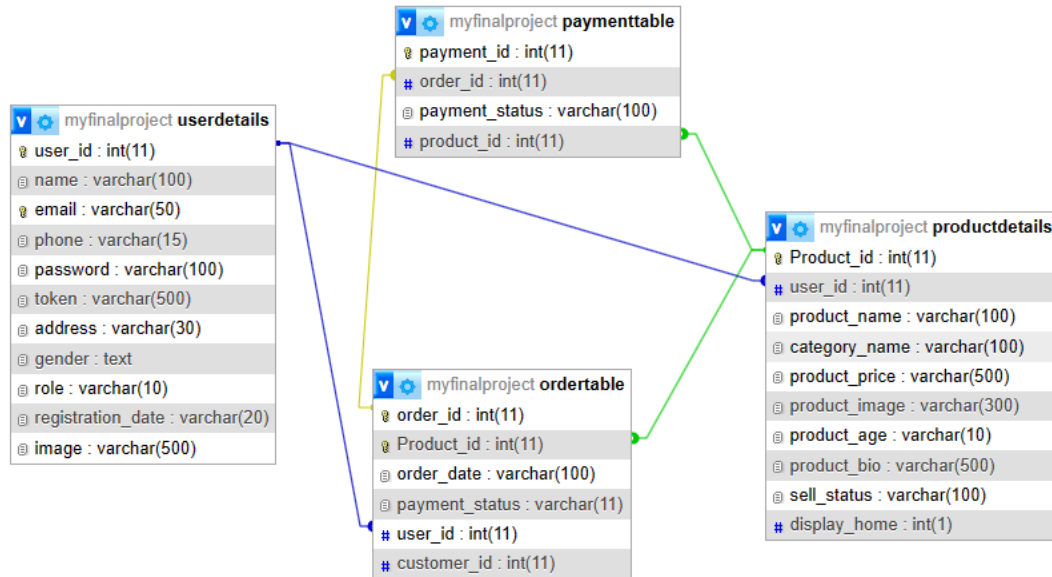 myfinalproject paymenttable
payment_id : int(11)
# order_id : int(11)
payment_status : varchar(100)
# product_id : int(11)
v myfinalproject userdetails
user_id : int(11)
name : varchar(100)
email : varchar(50)
phone : varchar(15)
password : varchar(100)
token : varchar(500)
address : varchar(30)
gender : text
role : varchar(10)
registration_date : varchar(20)
image : varchar(500)
v myfinalproject productdetails
Product_id : int(11)
# user_id : int(11)
product_name : varchar(100)
category_name : varchar(100)
product_price : varchar(500)
product_image : varchar(300)
product_age : varchar(10)
product_bio : varchar(500)
sell_status : varchar(100)
# display_home : int(1)
v myfinalproject ordertable
order_id : int(11)
Product_id : int(11)
order_date : varchar(100)
payment_status : varchar(11)
# user_id : int(11)
# customer_id : int(11)